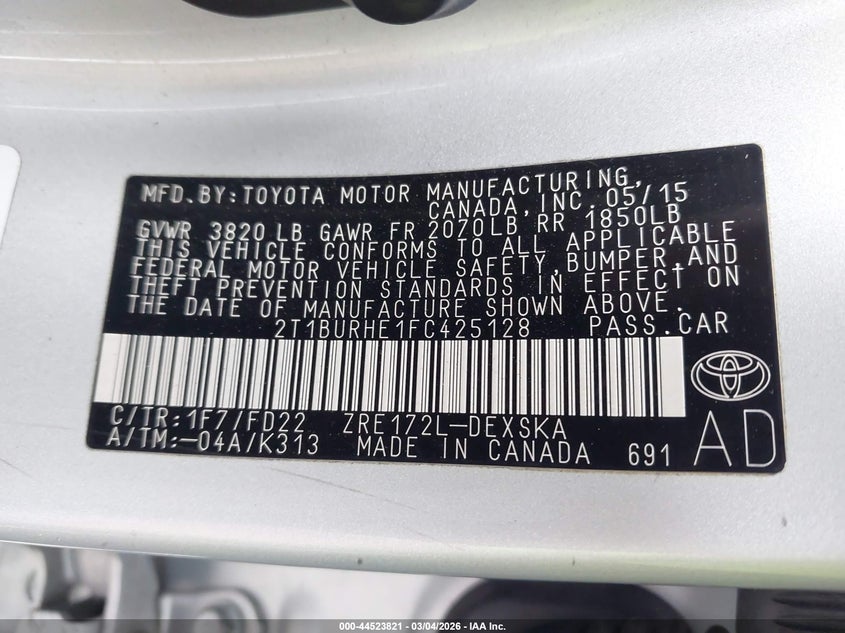 MFD. BY: TOYOTA MOTOR MANUFACTURING,
CANADA, INC. 05/15
GVWR 3820 LB GAWR FR 2070LB RR 1850LB
THIS VEHICLE CONFORMS TO ALL APPLICABLE
FEDERAL MOTOR VEHICLE SAFETY, BUMPER, AND
THEFT PREVENTION STANDARDS IN EFFECT ON
THE DATE OF MANUFACTURE SHOWN ABOVE.
2T1BURHE1FC425128 PASS. CAR
C/TR: 1F7/FD22 ZRE172L-DEXSKA
A/TM: -04A/K313 MADE IN CANADA 691 AD
000-44523821 | 03/04/2026 - IAA Inc.